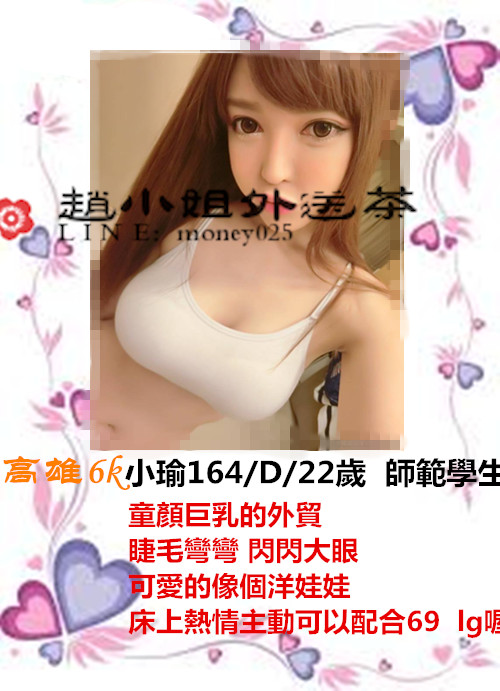 趙小姐外送茶
LINE: money025
高雄6k小瑜164/D/22歲 師範學生
童顏巨乳的外貿
睫毛彎彎 閃閃大眼
可愛的像個洋娃娃
床上熱情主動可以配合69 lg喔